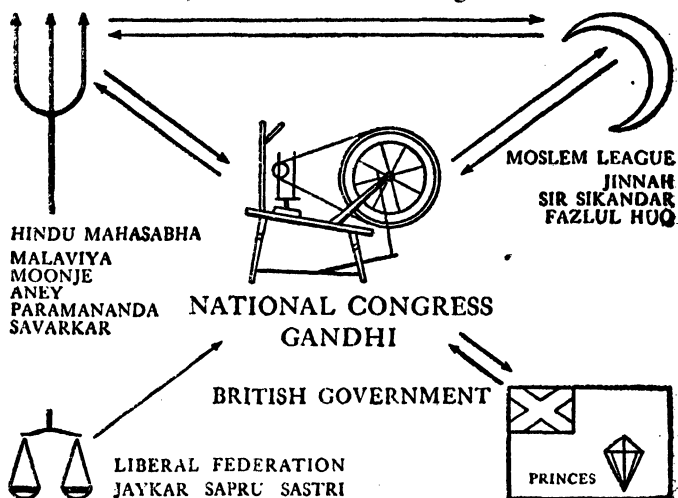 MOSLEM LEAGUE
JINNAH
SIR SIKANDAR
FAZLUL HUQ
HINDU MAHASABHA
MALAVIYA
MOONJE
ANEY
PARAMANANDA
SAVARKAR
NATIONAL CONGRESS
GANDHI
BRITISH GOVERNMENT
PRINCES
LIBERAL FEDERATION
JAYKAR SAPRU SASTRI